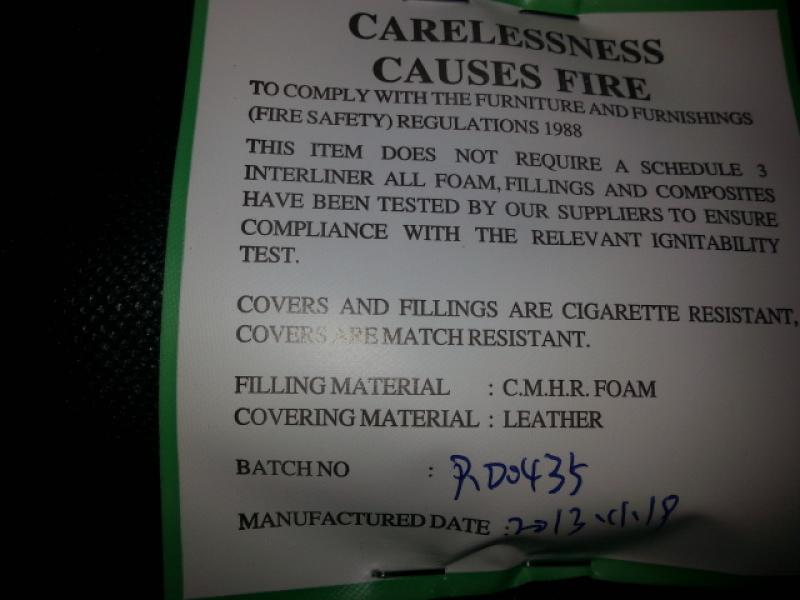 CARELESSNESS
CAUSES FIRE
TO COMPLY WITH THE FURNITURE AND FURNISHINGS
(FIRE SAFETY) REGULATIONS 1988
THIS ITEM DOES NOT REQUIRE A SCHEDULE 3
INTERLINER ALL FOAM, FILLINGS AND COMPOSITES
HAVE BEEN TESTED BY OUR SUPPLIERS TO ENSURE
COMPLIANCE WITH THE RELEVANT IGNITABILITY
TEST.
COVERS AND FILLINGS ARE CIGARETTE RESISTANT,
COVERS ARE MATCH RESISTANT.
FILLING MATERIAL : C.M.H.R. FOAM
COVERING MATERIAL : LEATHER
BATCH NO : RD0435
MANUFACTURED DATE :